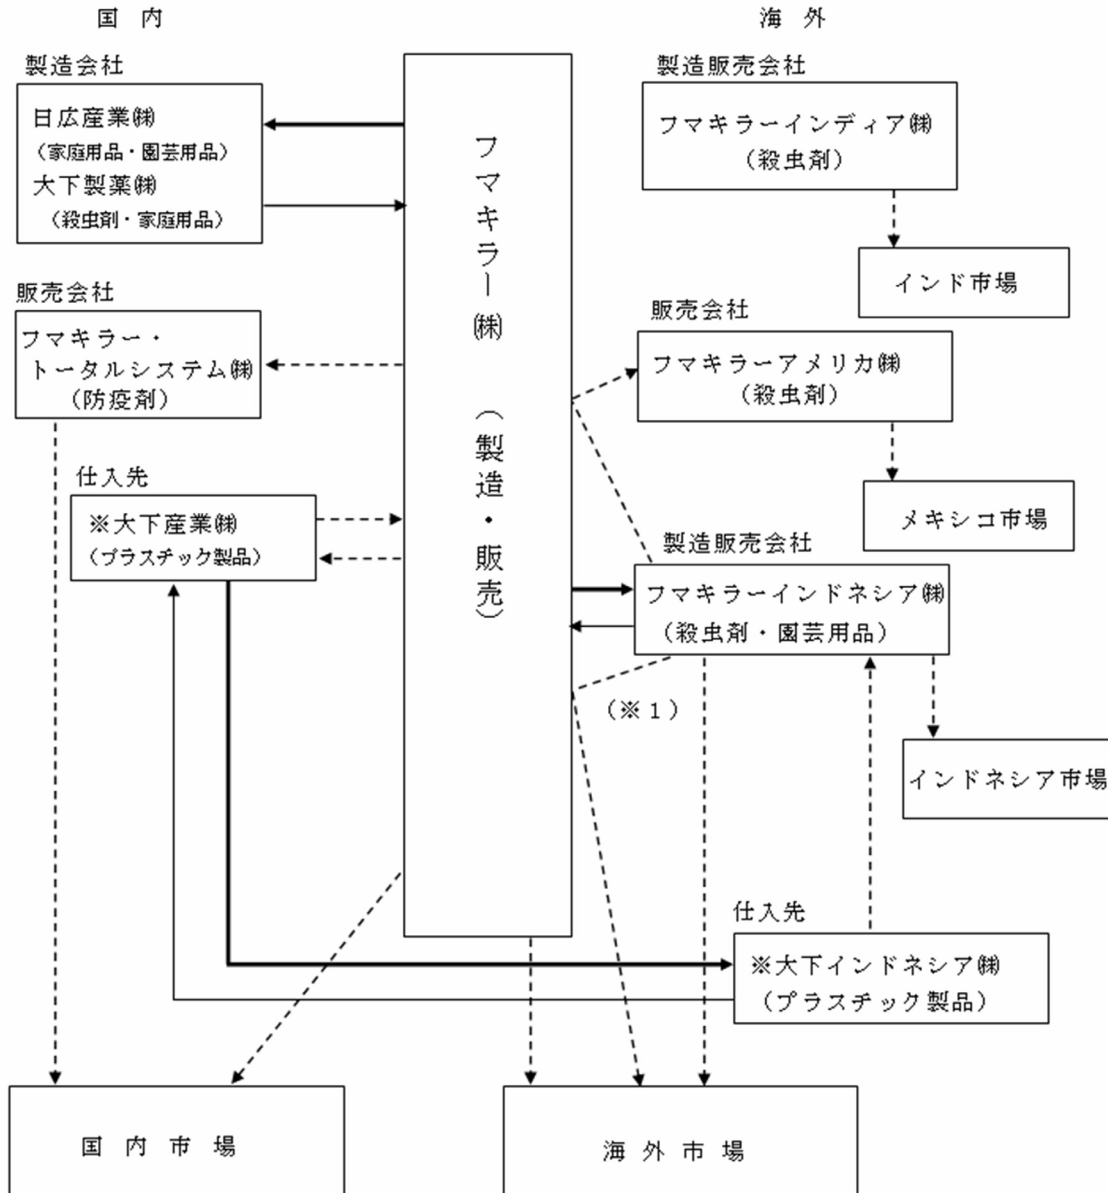 国 内
製造会社
日広産業㈱
(家庭用品・園芸用品)
大下製薬㈱
(殺虫剤・家庭用品)
販売会社
フマキラー・
トータルシステム㈱
(防疫剤)
仕入先
※大下産業㈱
(プラスチック製品)
フマキラー㈱ (製造・販売)
海 外
製造販売会社
フマキラーインディア㈱
(殺虫剤)
インド市場
販売会社
フマキラーアメリカ㈱
(殺虫剤)
メキシコ市場
製造販売会社
フマキラーインドネシア㈱
(殺虫剤・園芸用品)
(※1)
インドネシア市場
仕入先
※大下インドネシア㈱
(プラスチック製品)
国 内 市 場
海 外 市 場